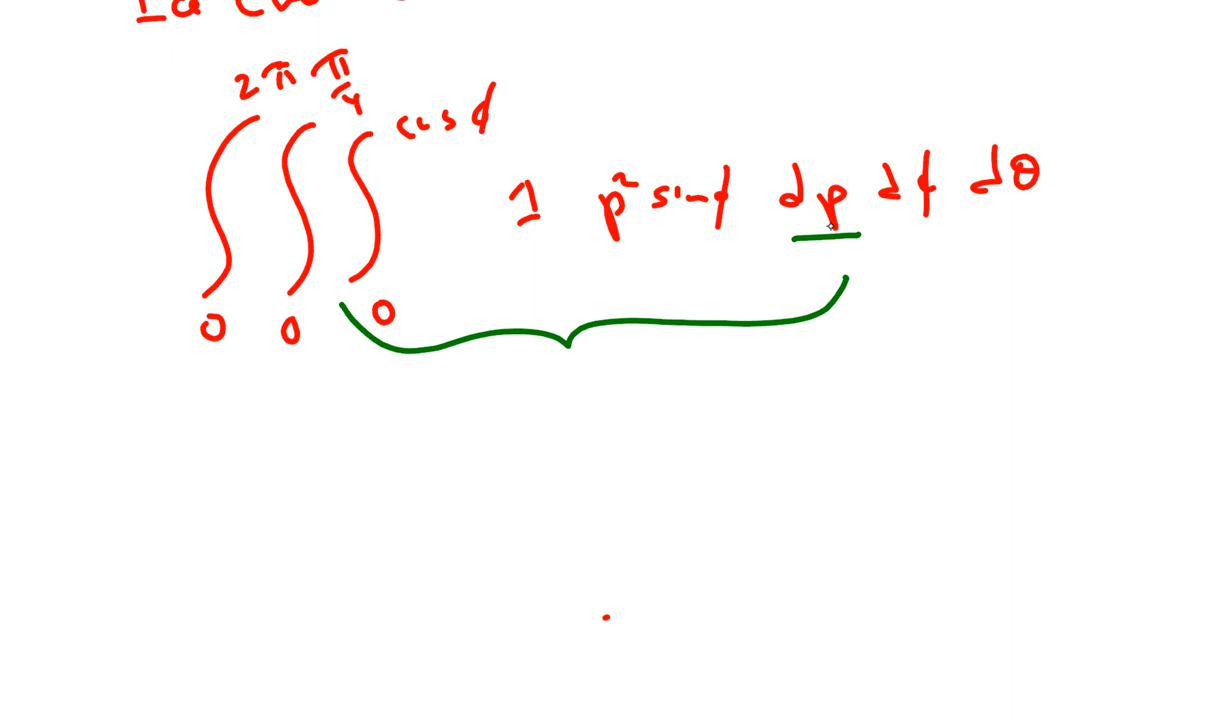 ∫₀^{2π} ∫₀^{π/4} ∫₀^{cos ϕ} 1 ρ² sin ϕ dρ dϕ dθ